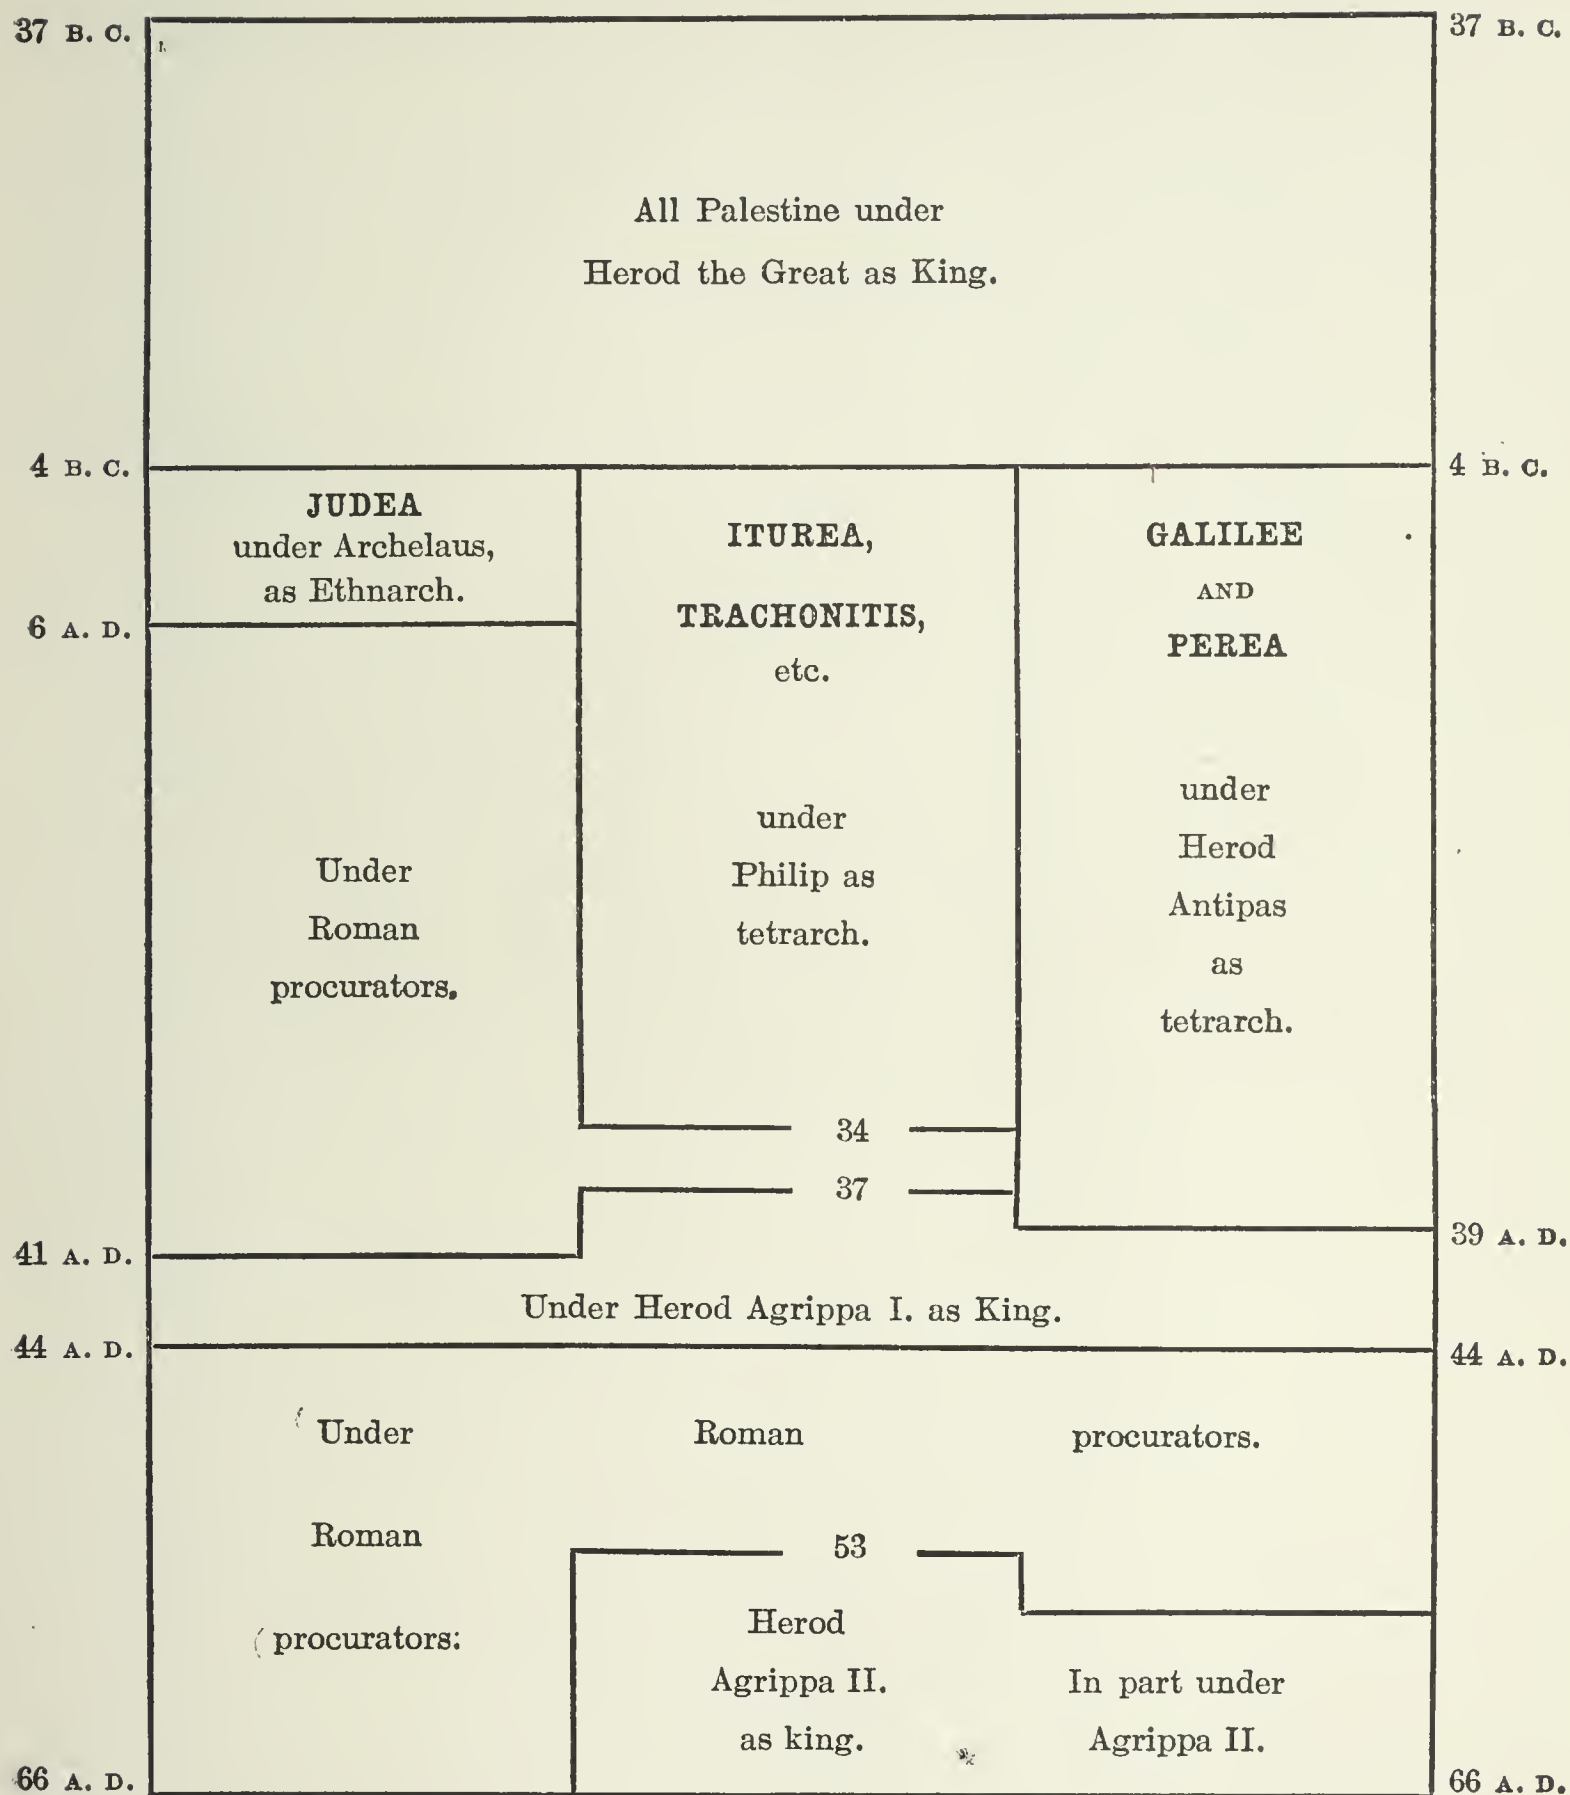 37 B. C.
37 B. C.
All Palestine under
Herod the Great as King.
4 B. C.
4 B. C.
JUDEA
under Archelaus,
as Ethnarch.
6 A. D.
Under
Roman
procurators.
ITUREA,
TRACHONITIS,
etc.
under
Philip as
tetrarch.
34
37
GALILEE
AND
PEREA
under
Herod
Antipas
as
tetrarch.
41 A. D.
39 A. D.
Under Herod Agrippa I. as King.
44 A. D.
44 A. D.
Under Roman procurators.
Roman
procurators:
53
Herod
Agrippa II.
as king.
In part under
Agrippa II.
66 A. D.
66 A. D.